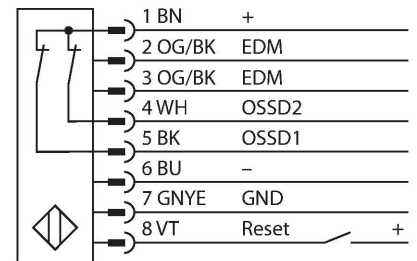 1 BN +
2 OG/BK EDM
3 OG/BK EDM
4 WH OSSD2
5 BK OSSD1
6 BU –
7 GNYE GND
8 VT Reset +